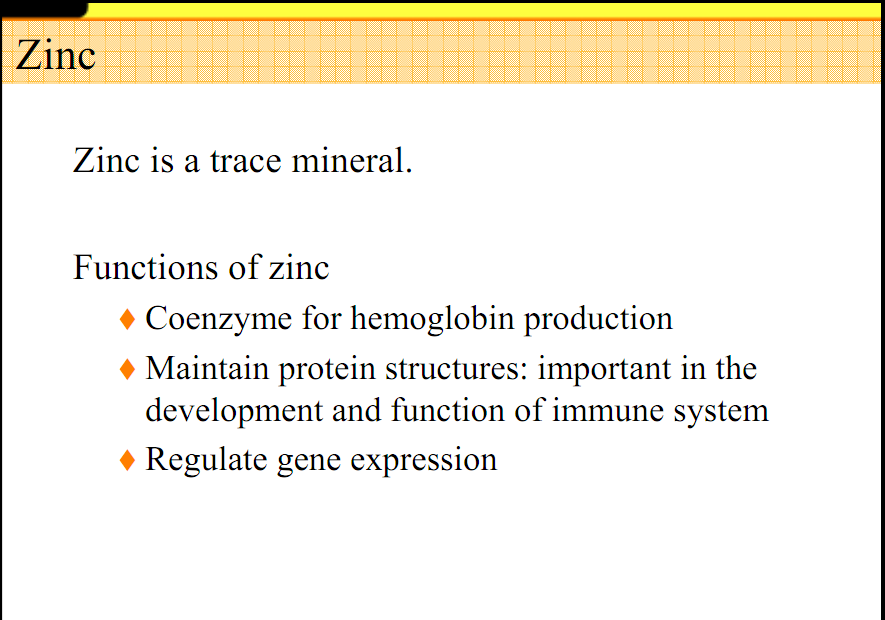 Zinc
Zinc is a trace mineral.
Functions of zinc
Coenzyme for hemoglobin production
Maintain protein structures: important in the
development and function of immune system
Regulate gene expression